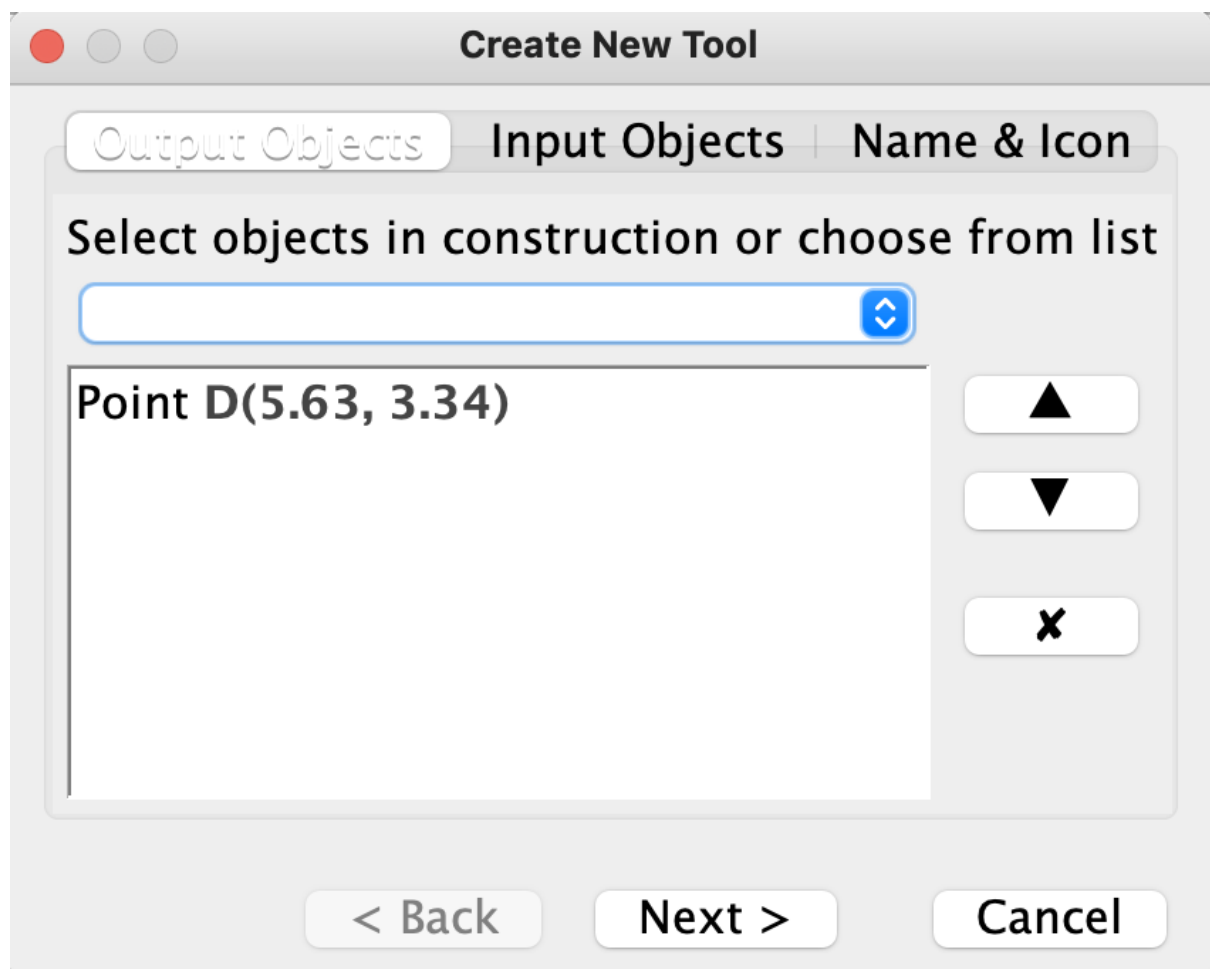 Create New Tool
Output Objects Input Objects Name & Icon
Select objects in construction or choose from list
Point D(5.63, 3.34)
▲
▼
✘
< Back Next > Cancel